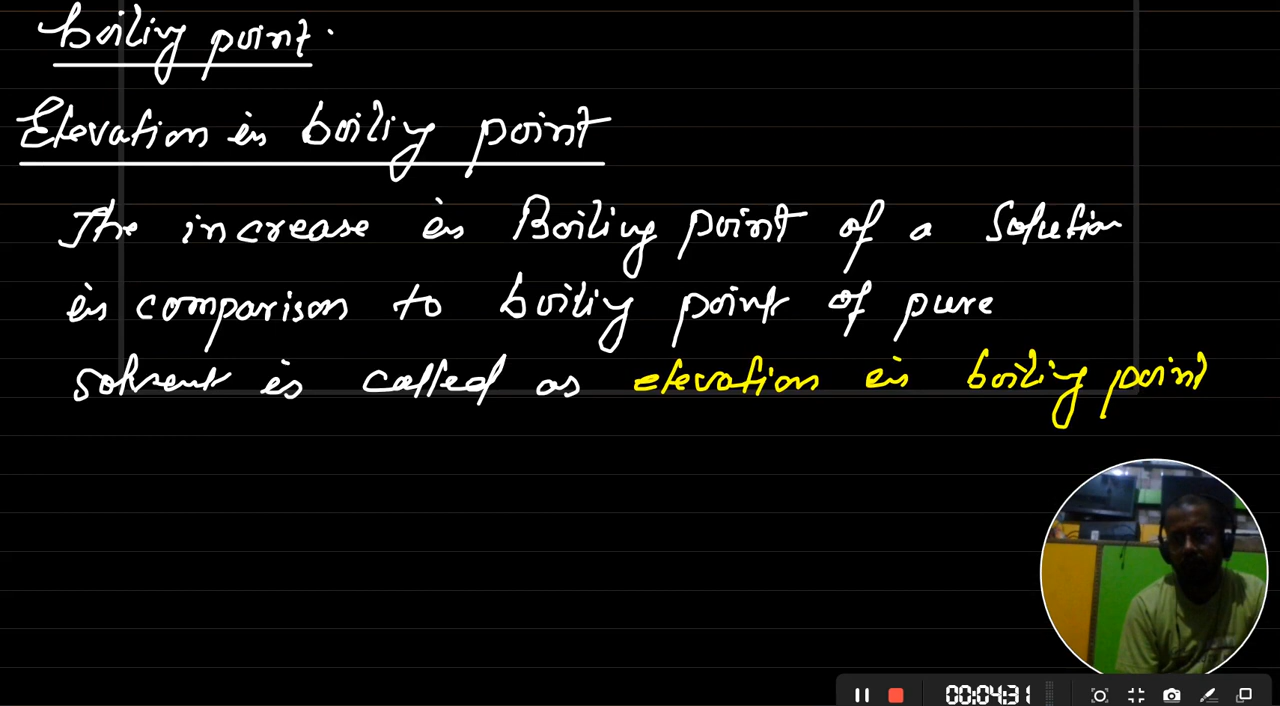 boiling point.
Elevation in boiling point
The increase in Boiling point of a Solution
in comparison to boiling point of pure
solvent is called as elevation in boiling point
00:04:31